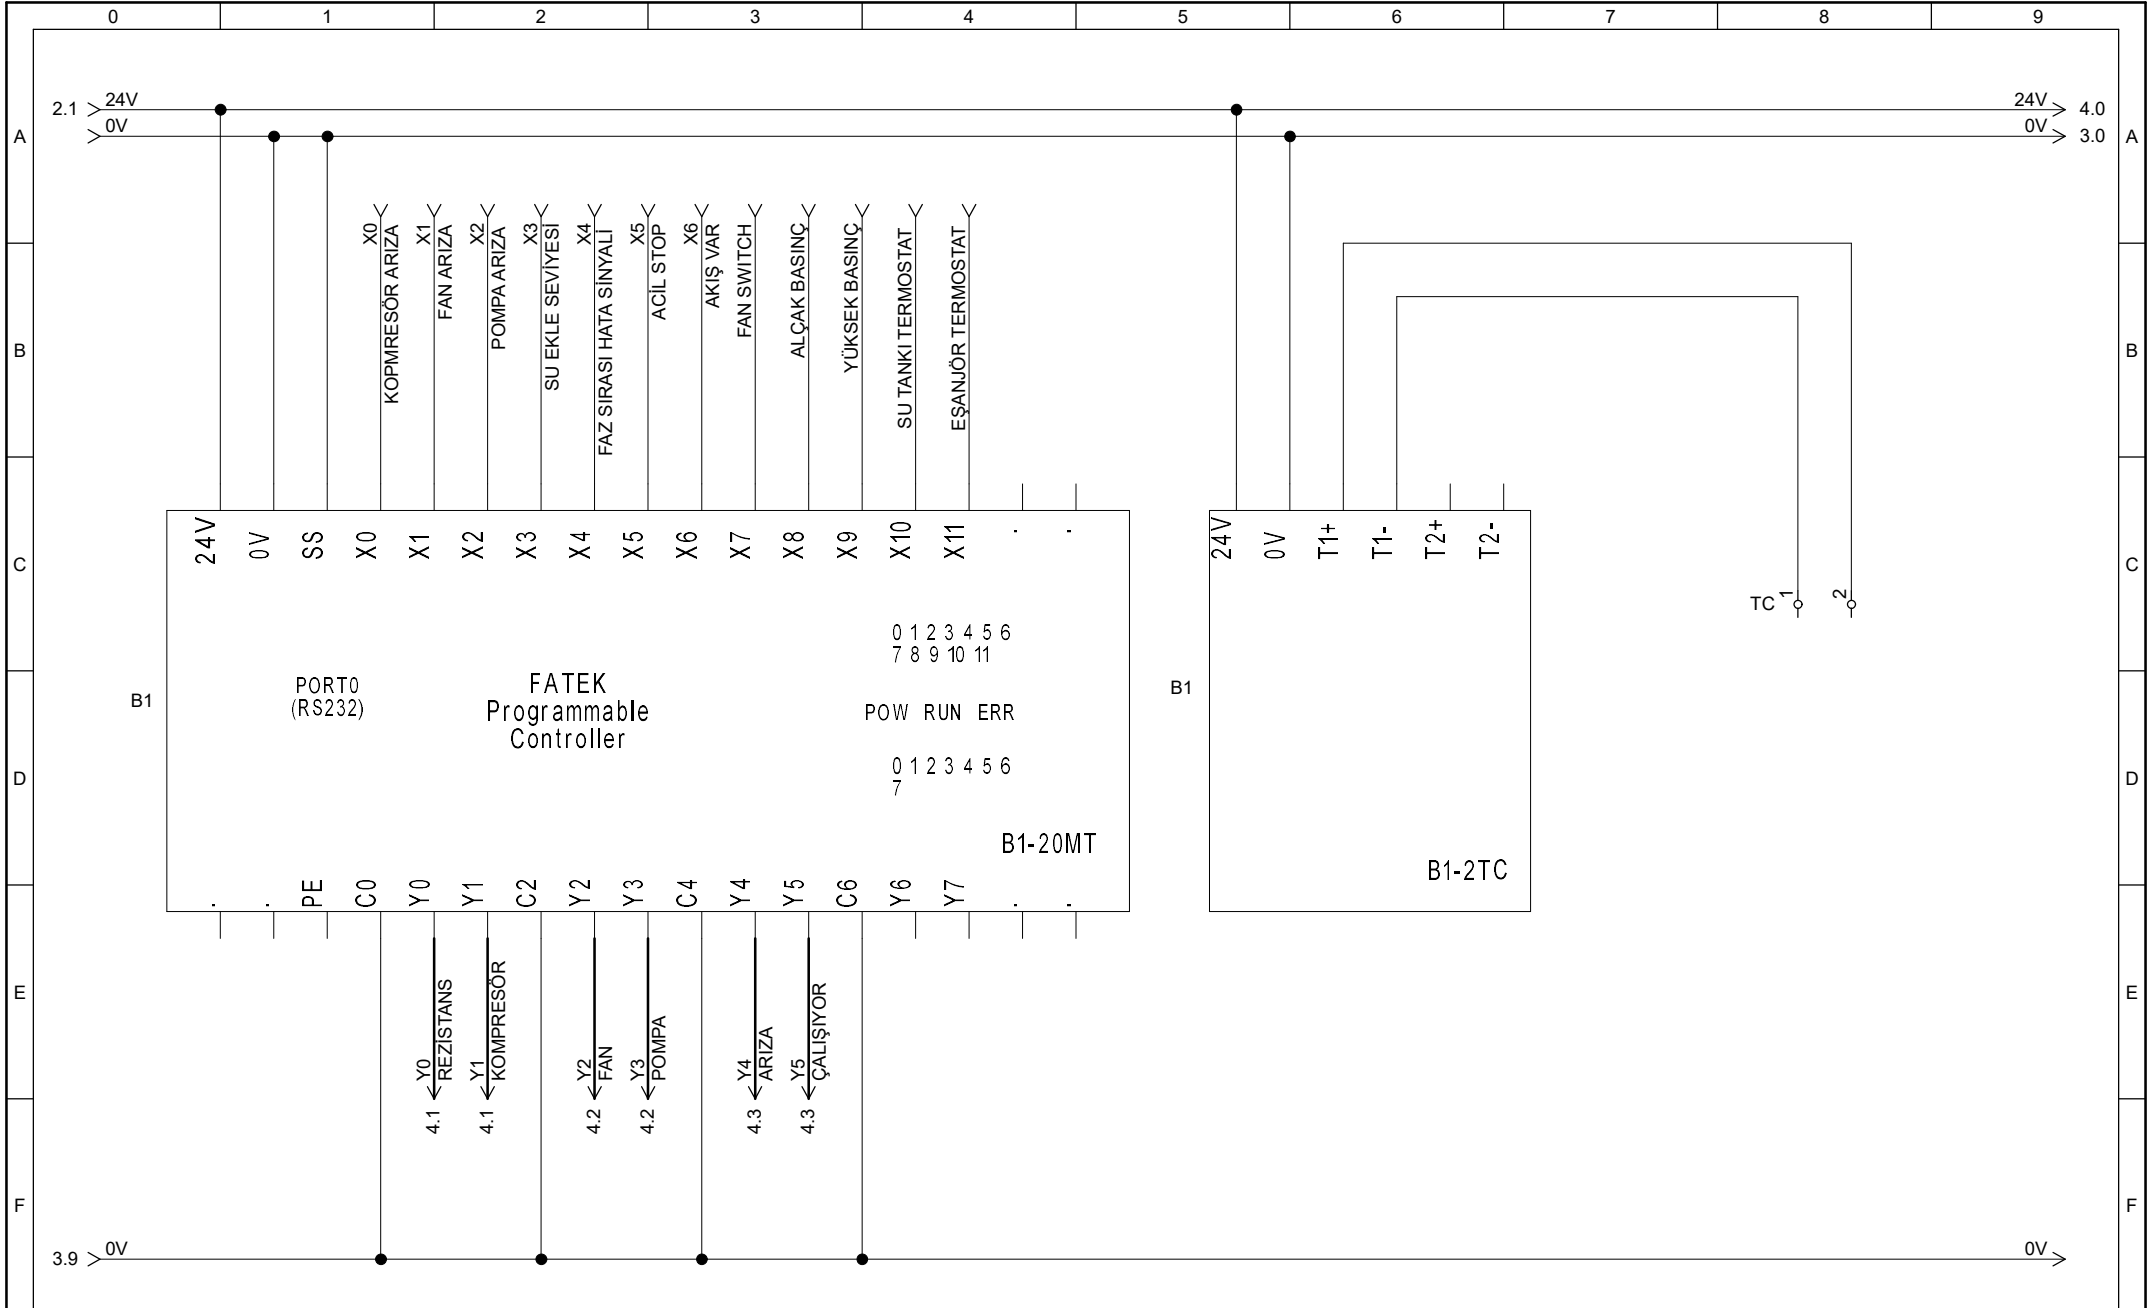 0 1 2 3 4 5 6 7 8 9
2.1 24V 24V 4.0
A 0V 0V 3.0 A
X0 KOPMRESÖR ARIZA
X1 FAN ARIZA
X2 POMPA ARIZA
X3 SU EKLE SEVİYESİ
X4 FAZ SIRASI HATA SİNYALİ
X5 ACİL STOP
X6 AKIŞ VAR
FAN SWITCH
ALÇAK BASINÇ
YÜKSEK BASINÇ
SU TANKI TERMOSTAT
EŞANJÖR TERMOSTAT
B B
24V 0V SS X0 X1 X2 X3 X4 X5 X6 X7 X8 X9 X10 X11 . .
24V 0V T1+ T1- T2+ T2-
C C
TC 1 2
0 1 2 3 4 5 6
7 8 9 10 11
B1
PORT0
(RS232)
FATEK
Programmable
Controller
POW RUN ERR
0 1 2 3 4 5 6
7
B1-20MT
B1
B1-2TC
D D
. . PE C0 Y0 Y1 C2 Y2 Y3 C4 Y4 Y5 C6 Y6 Y7 . .
E E
Y0 REZİSTANS
Y1 KOMPRESÖR
Y2 FAN
Y3 POMPA
Y4 ARIZA
Y5 ÇALIŞIYOR
4.1 4.1 4.2 4.2 4.3 4.3
F F
3.9 0V 0V